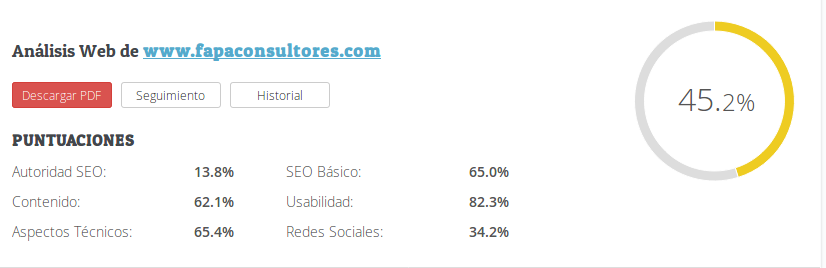 Análisis Web de www.fapaconsultores.com
Descargar PDF Seguimiento Historial
45.2%
PUNTUACIONES
Autoridad SEO: 13.8% SEO Básico: 65.0%
Contenido: 62.1% Usabilidad: 82.3%
Aspectos Técnicos: 65.4% Redes Sociales: 34.2%